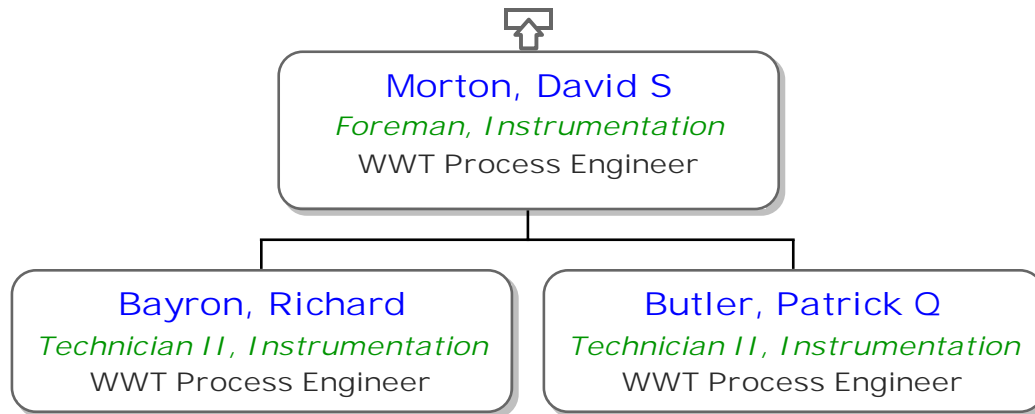 Morton, David S
Foreman, Instrumentation
WWT Process Engineer
Bayron, Richard
Technician II, Instrumentation
WWT Process Engineer
Butler, Patrick Q
Technician II, Instrumentation
WWT Process Engineer